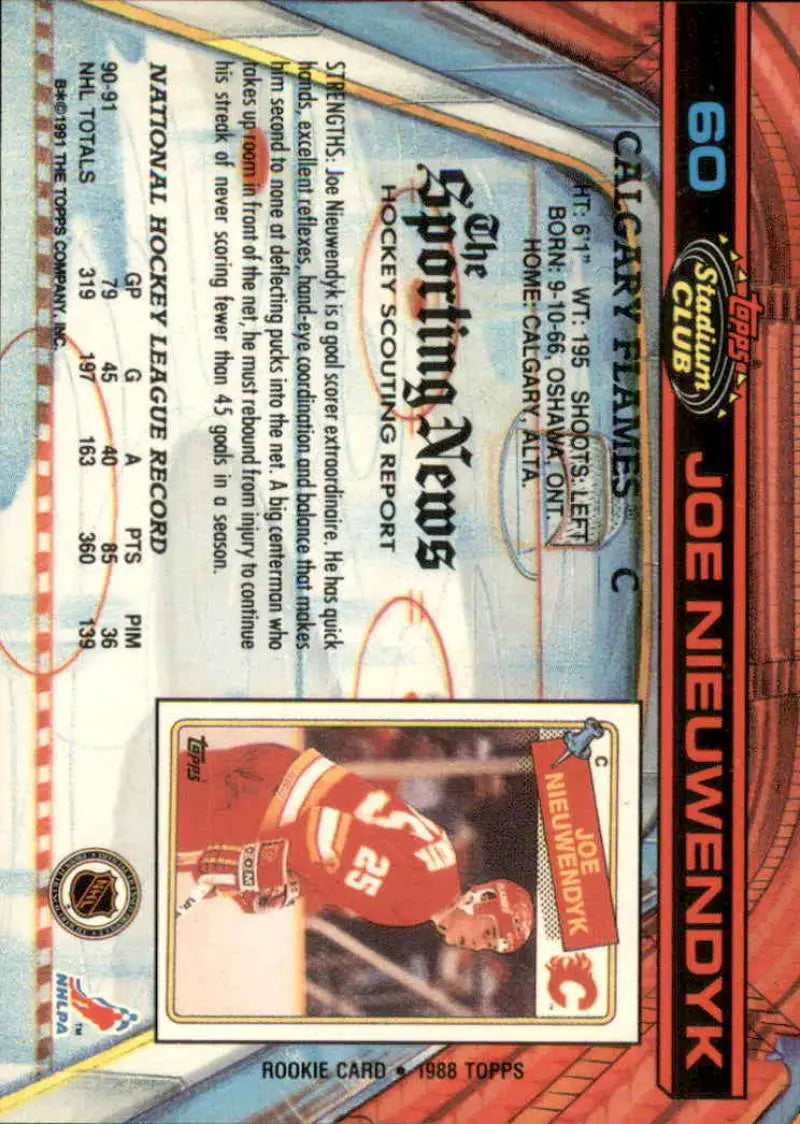 60
TOPPS
Stadium
CLUB
JOE NIEUWENDYK
CALGARY FLAMES C
HT: 6'1" WT: 195 SHOOTS: LEFT
BORN: 9-10-66, OSHAWA, ONT.
HOME: CALGARY, ALTA.
The
Sporting News
HOCKEY SCOUTING REPORT
STRENGTHS: Joe Nieuwendyk is a goal scorer extraordinaire. He has quick
hands, excellent reflexes, hand-eye coordination and balance that makes
him second to none at deflecting pucks into the net. A big centerman who
takes up room in front of the net, he must rebound from injury to continue
his streak of never scoring fewer than 45 goals in a season.
NATIONAL HOCKEY LEAGUE RECORD
GP G A PTS PIM
90-91 79 45 40 85 36
NHL TOTALS 319 197 163 360 139
B*©1991 THE TOPPS COMPANY, INC.
C
JOE
NIEUWENDYK
C
25
TOPPS
ROOKIE CARD • 1988 TOPPS
NHL
NHLPA
TM